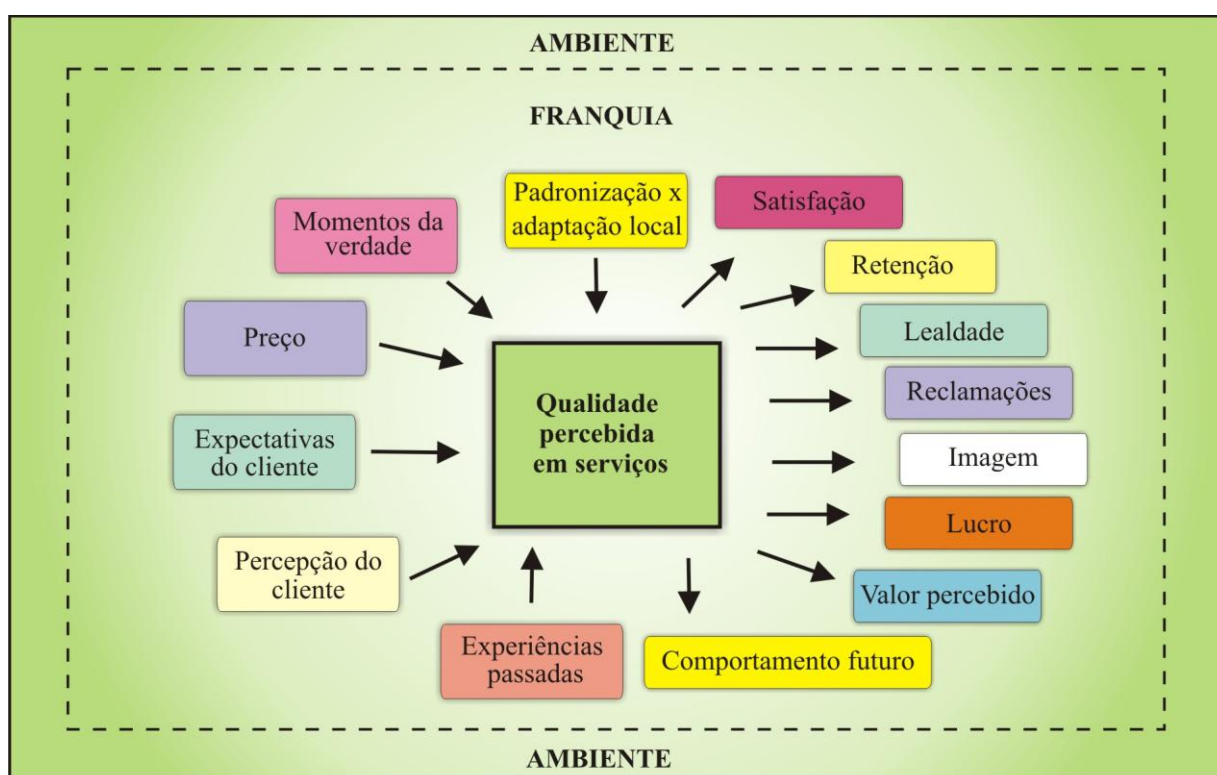 AMBIENTE
FRANQUIA
Padronização x
adaptação local
Satisfação
Momentos da
verdade
Retenção
Preço
Lealdade
Reclamações
Qualidade
percebida
em serviços
Expectativas
do cliente
Imagem
Lucro
Percepção do
cliente
Valor percebido
Experiências
passadas
Comportamento futuro
AMBIENTE